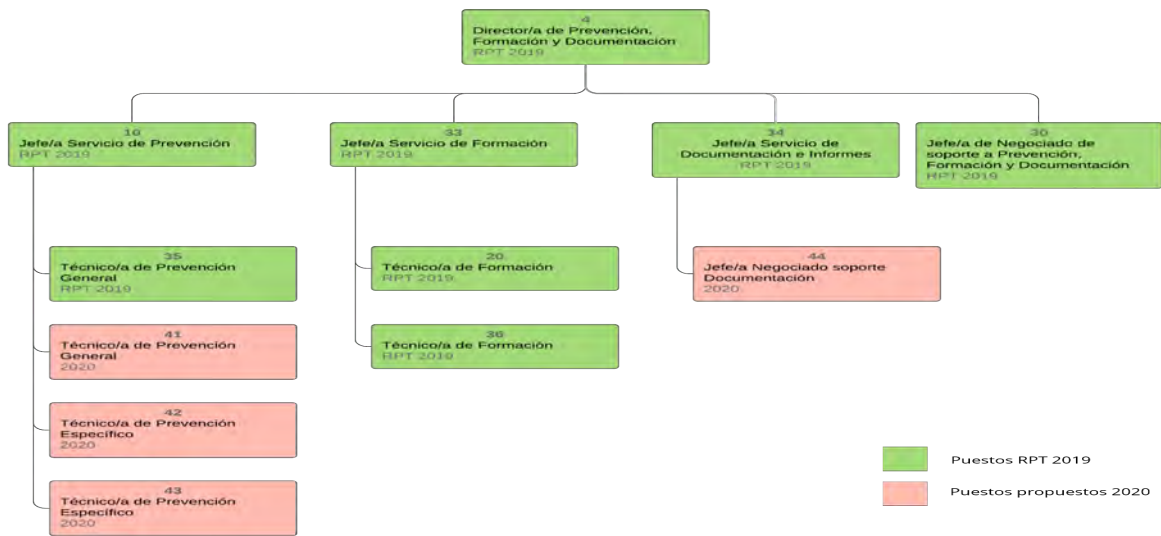 4
Director/a de Prevención,
Formación y Documentación
RPT 2019
10
Jefe/a Servicio de Prevención
RPT 2019
33
Jefe/a Servicio de Formación
RPT 2019
34
Jefe/a Servicio de
Documentación e Informes
RPT 2019
30
Jefe/a de Negociado de
soporte a Prevención,
Formación y Documentación
RPT 2019
35
Técnico/a de Prevención
General
RPT 2019
20
Técnico/a de Formación
RPT 2019
44
Jefe/a Negociado soporte
Documentación
2020
41
Técnico/a de Prevención
General
2020
36
Técnico/a de Formación
RPT 2019
42
Técnico/a de Prevención
Específico
2020
43
Técnico/a de Prevención
Específico
2020
Puestos RPT 2019
Puestos propuestos 2020